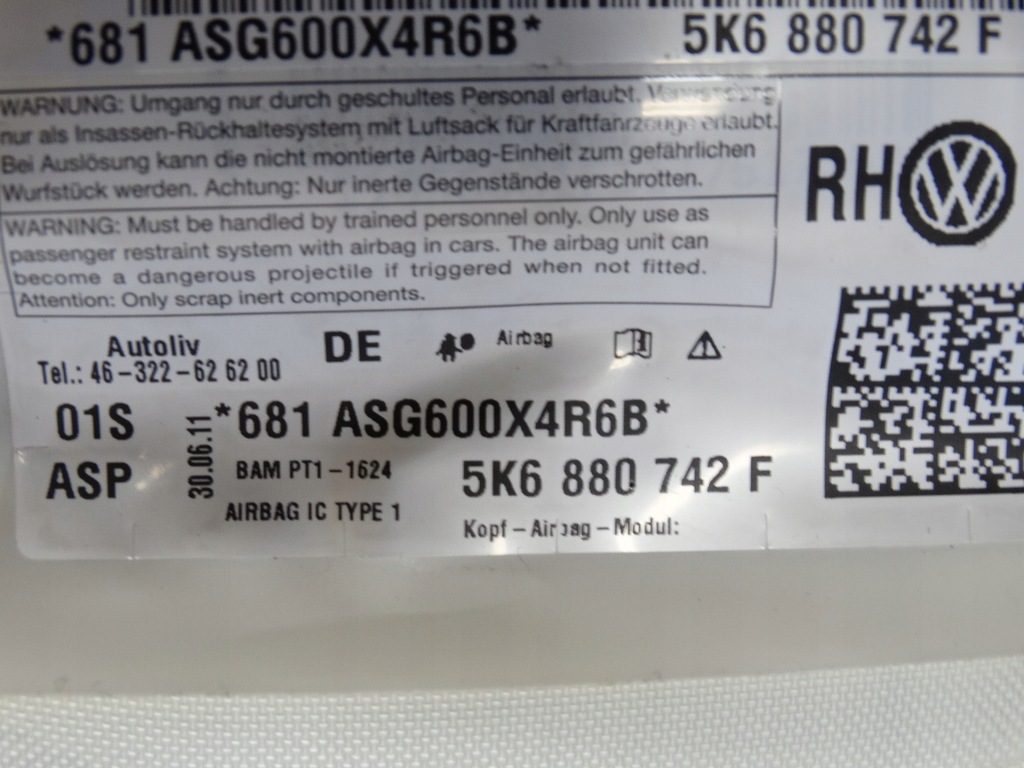 *681 ASG600X4R6B* 5K6 880 742 F
WARNUNG: Umgang nur durch geschultes Personal erlaubt. Verwendung
nur als Insassen-Rückhaltesystem mit Luftsack für Kraftfahrzeuge erlaubt.
Bei Auslösung kann die nicht montierte Airbag-Einheit zum gefährlichen
Wurfstück werden. Achtung: Nur inerte Gegenstände verschrotten.
RH
WARNING: Must be handled by trained personnel only. Only use as
passenger restraint system with airbag in cars. The airbag unit can
become a dangerous projectile if triggered when not fitted.
Attention: Only scrap inert components.
Autoliv DE Airbag
Tel.: 46-322-62 62 00
01S 30.06.11 *681 ASG600X4R6B*
ASP BAM PT1-1624 5K6 880 742 F
AIRBAG IC TYPE 1 Kopf-Airbag-Modul: